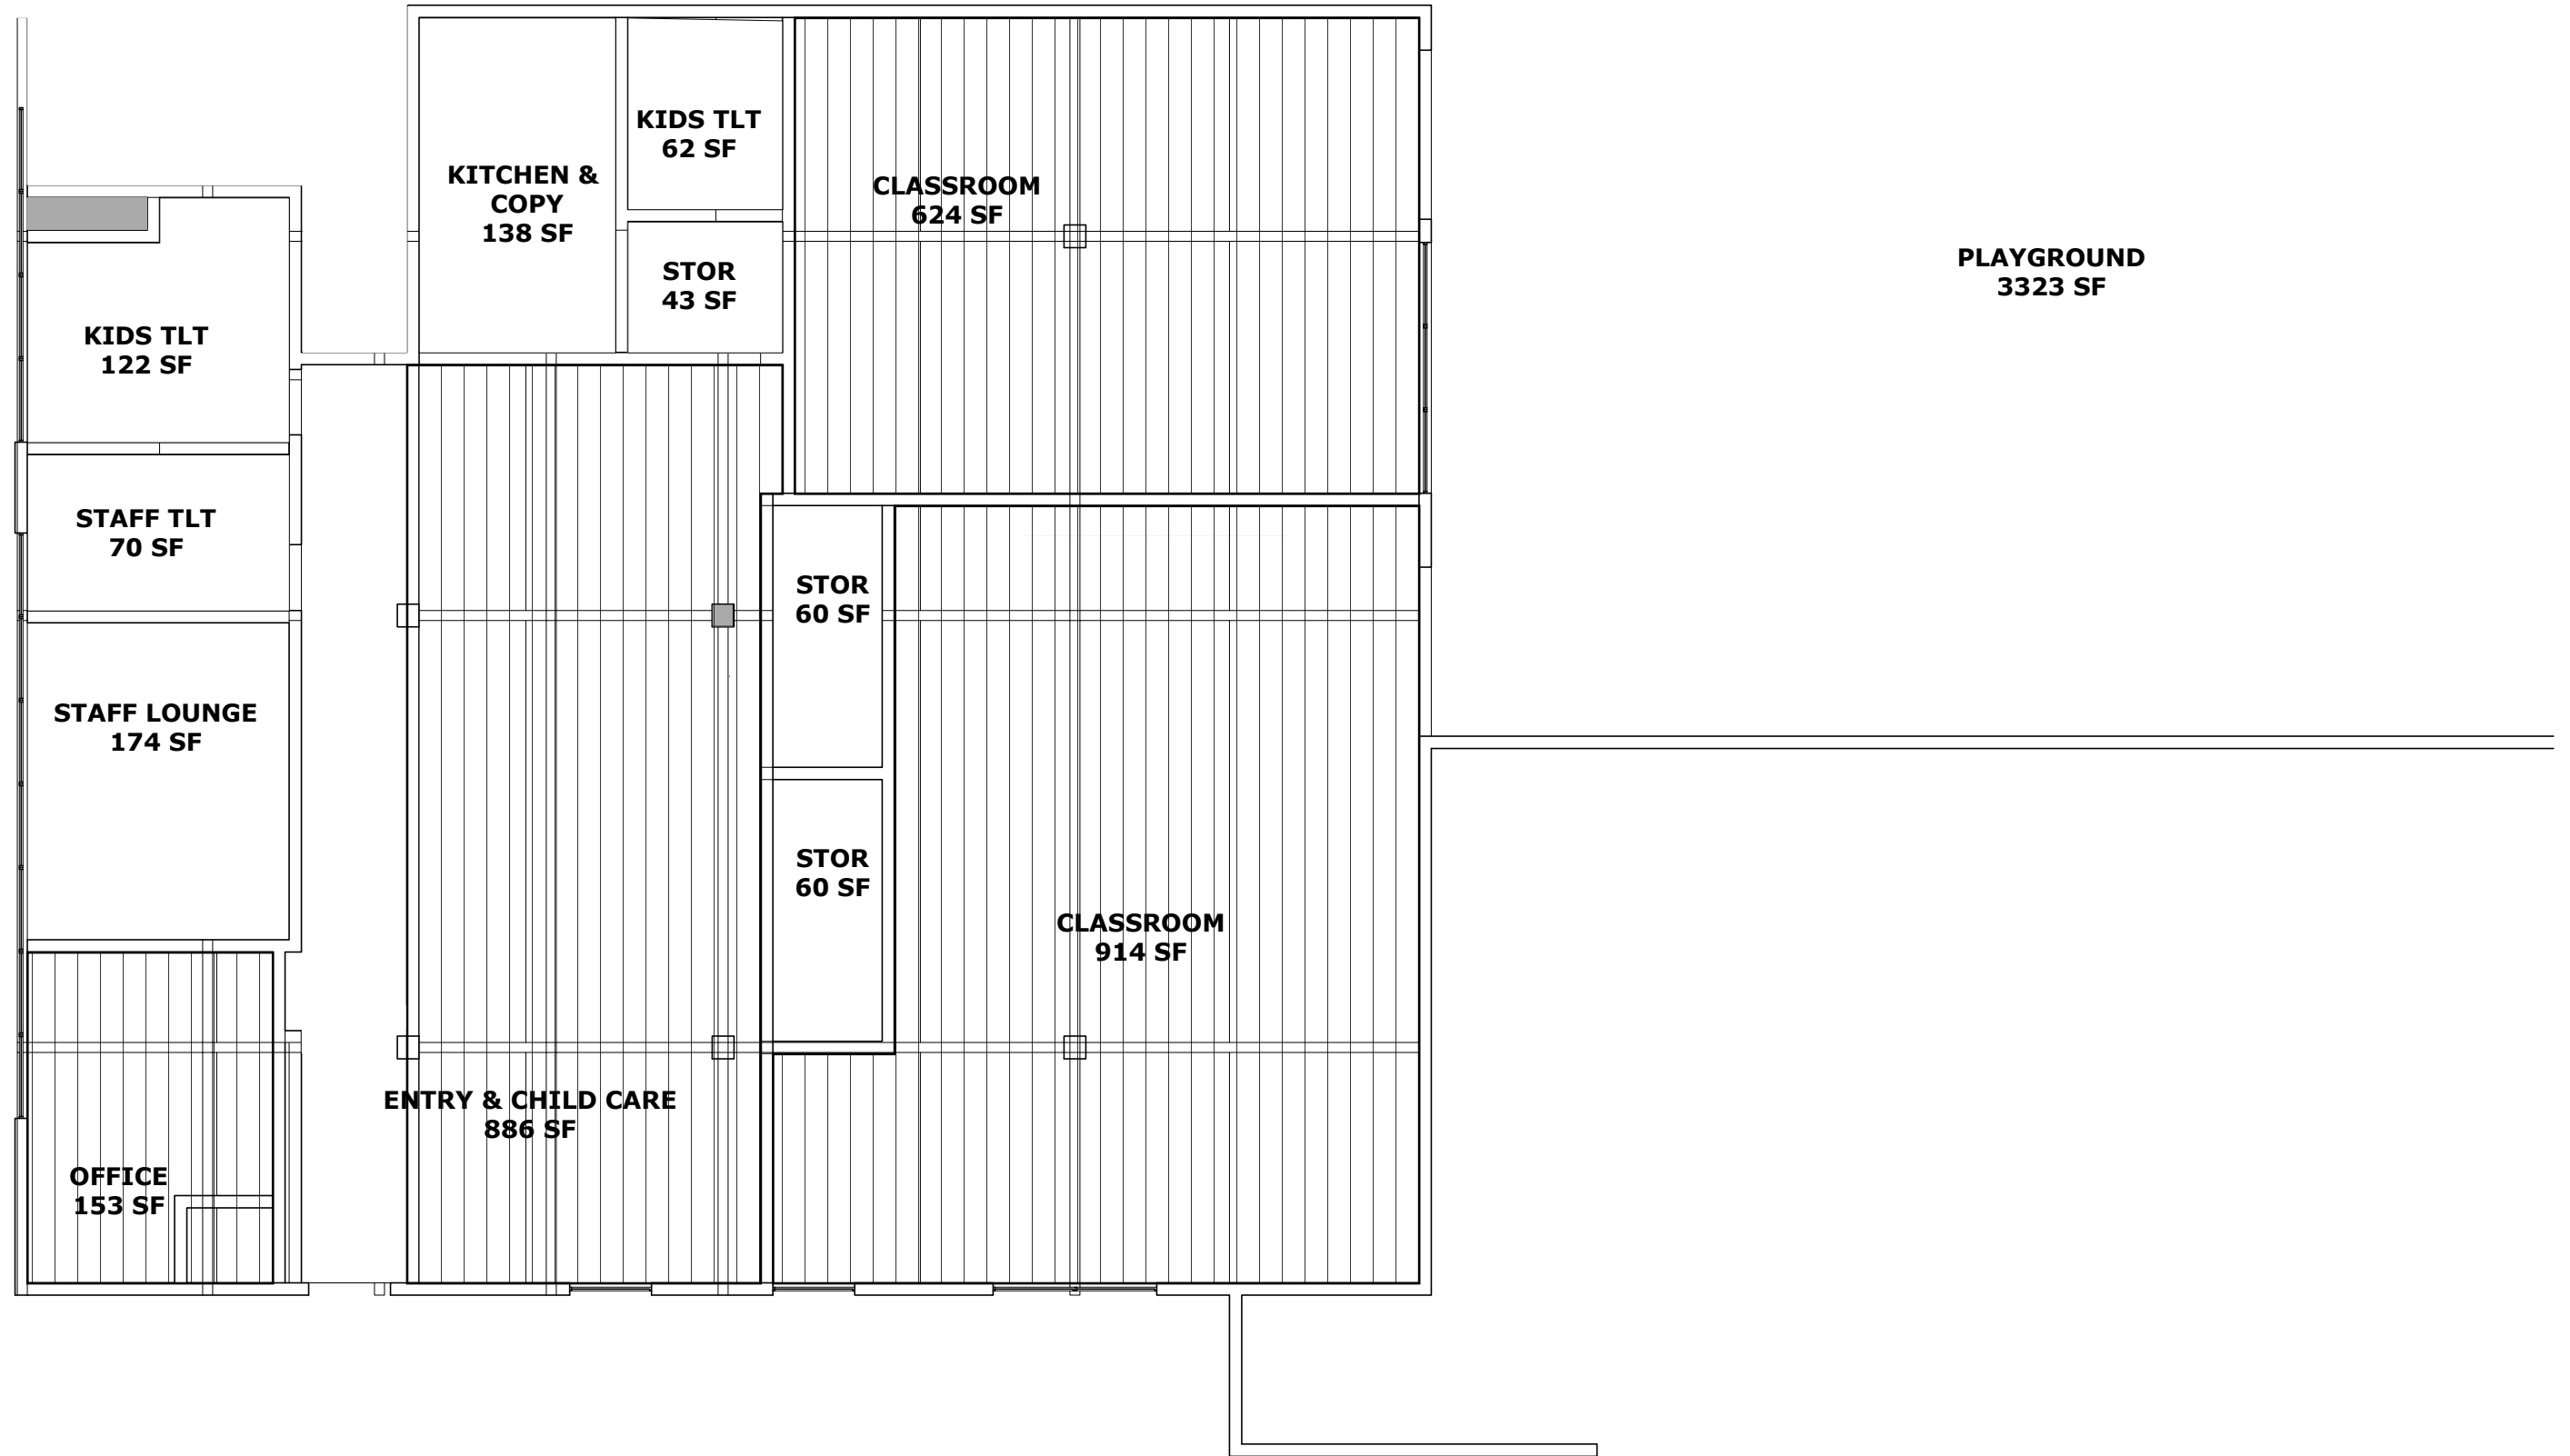 KIDS TLT
62 SF
KITCHEN &
COPY
138 SF
CLASSROOM
624 SF
PLAYGROUND
3323 SF
STOR
43 SF
KIDS TLT
122 SF
STAFF TLT
70 SF
STOR
60 SF
STAFF LOUNGE
174 SF
STOR
60 SF
CLASSROOM
914 SF
ENTRY & CHILD CARE
886 SF
OFFICE
153 SF